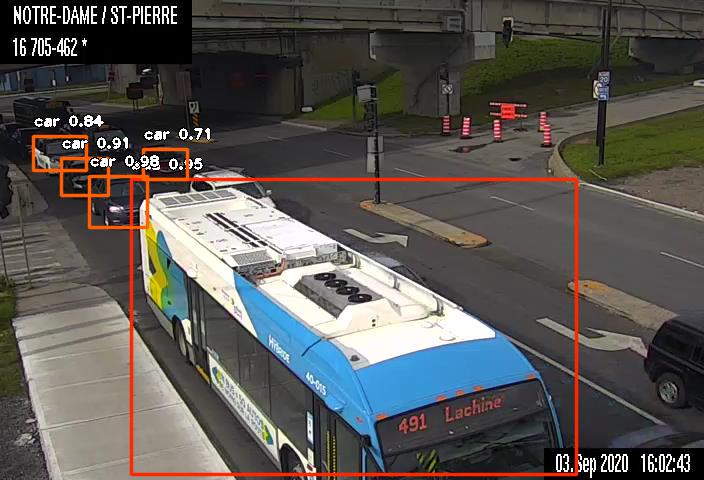 NOTRE-DAME / ST-PIERRE
16 705-462 *
car 0.84
car 0.71
car 0.91
car 0.98
0.95
HYBRIDE
40-015
491 Lachine
03.Sep 2020 16:02:43